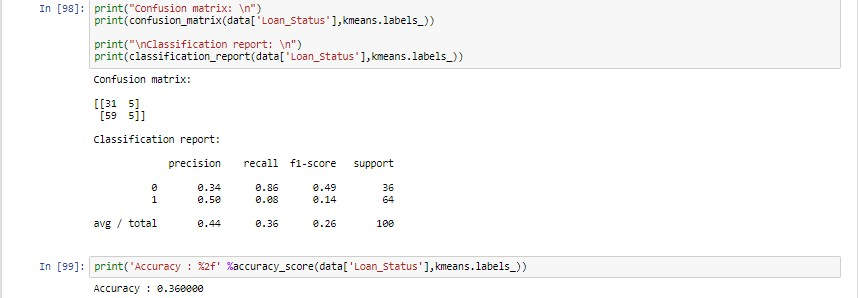 In [98]: print("Confusion matrix: \n")
print(confusion_matrix(data['Loan_Status'],kmeans.labels_))
print("\nClassification report: \n")
print(classification_report(data['Loan_Status'],kmeans.labels_))
Confusion matrix:
[[31 5]
[59 5]]
Classification report:
precision recall f1-score support
0 0.34 0.86 0.49 36
1 0.50 0.08 0.14 64
avg / total 0.44 0.36 0.26 100
In [99]: print('Accuracy : %2f' %accuracy_score(data['Loan_Status'],kmeans.labels_))
Accuracy : 0.360000